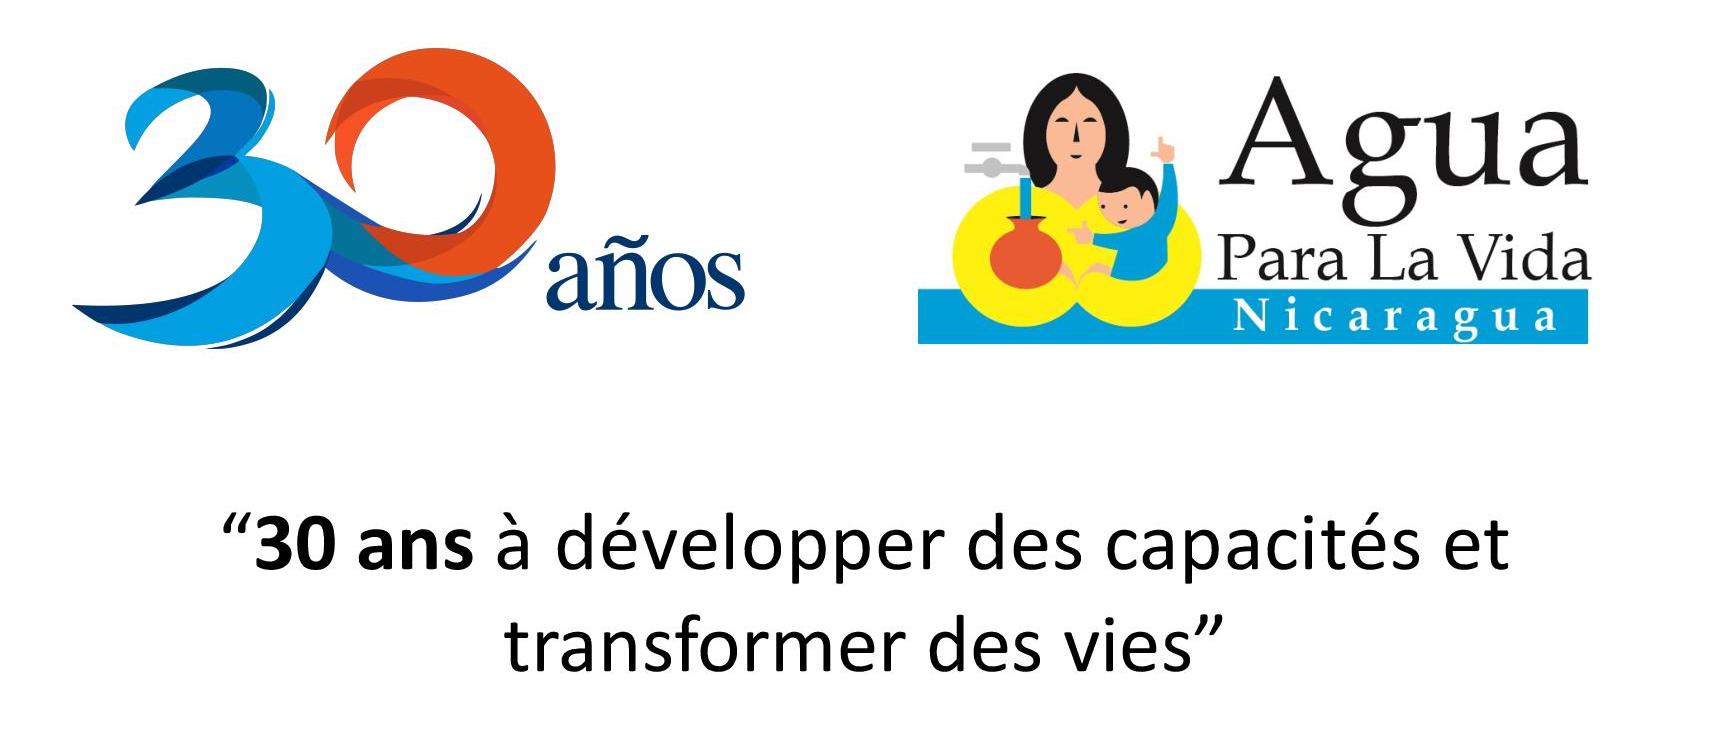 30 años
Agua
Para La Vida
Nicaragua
“30 ans à développer des capacités et
transformer des vies”